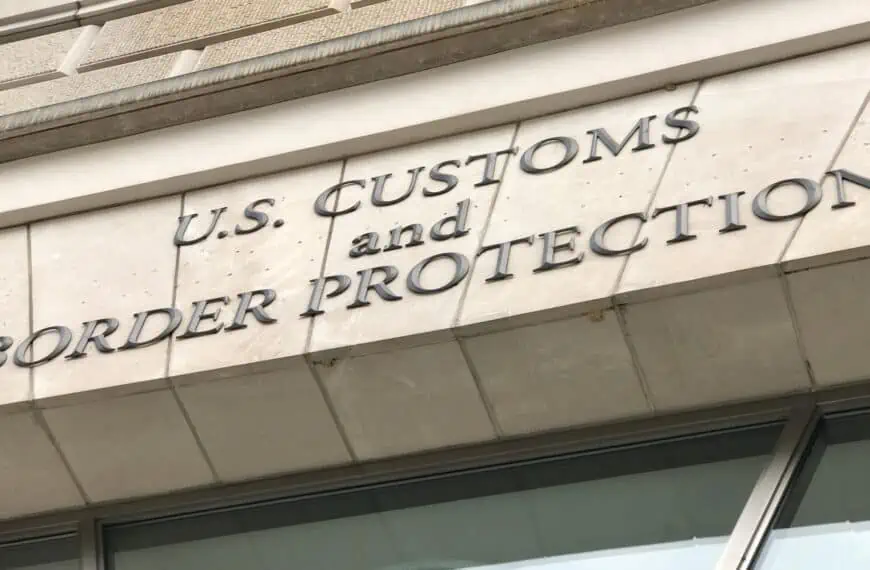 U.S. CUSTOMS
and
BORDER PROTECTION